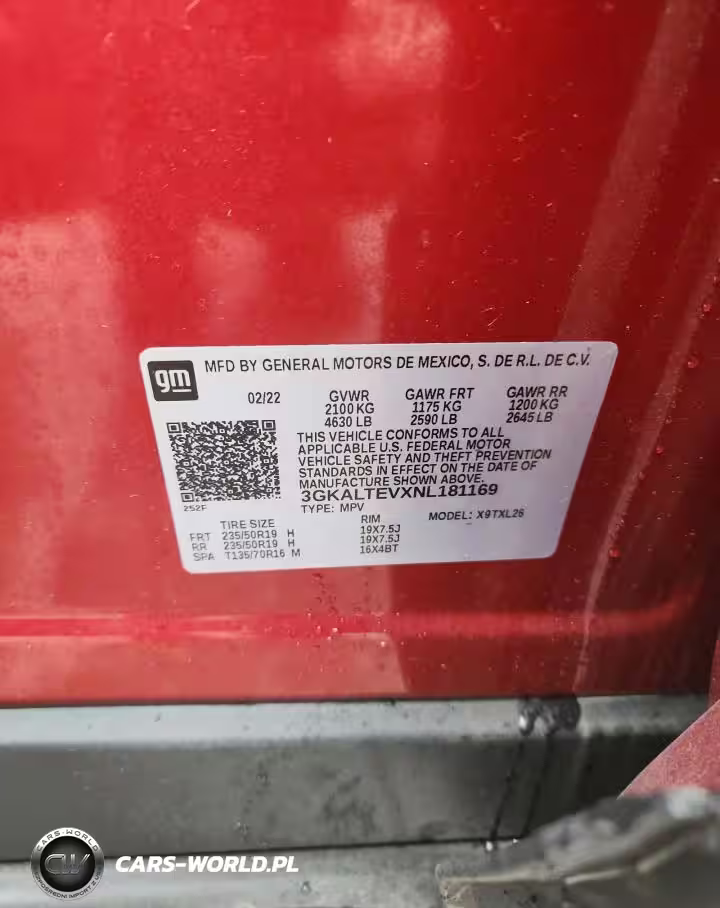 gm
MFD BY GENERAL MOTORS DE MEXICO, S. DE R.L. DE C.V.
02/22 GVWR GAWR FRT GAWR RR
2100 KG 1175 KG 1200 KG
4630 LB 2590 LB 2645 LB
THIS VEHICLE CONFORMS TO ALL
APPLICABLE U.S. FEDERAL MOTOR
VEHICLE SAFETY AND THEFT PREVENTION
STANDARDS IN EFFECT ON THE DATE OF
MANUFACTURE SHOWN ABOVE.
3GKALTEVXNL181169
252F
TYPE: MPV MODEL: X9TXL26
TIRE SIZE RIM
FRT 235/50R19 H 19X7.5J
RR 235/50R19 H 19X7.5J
SPA T135/70R16 M 16X4BT
CARS-WORLD
CW
CARS-WORLD.PL